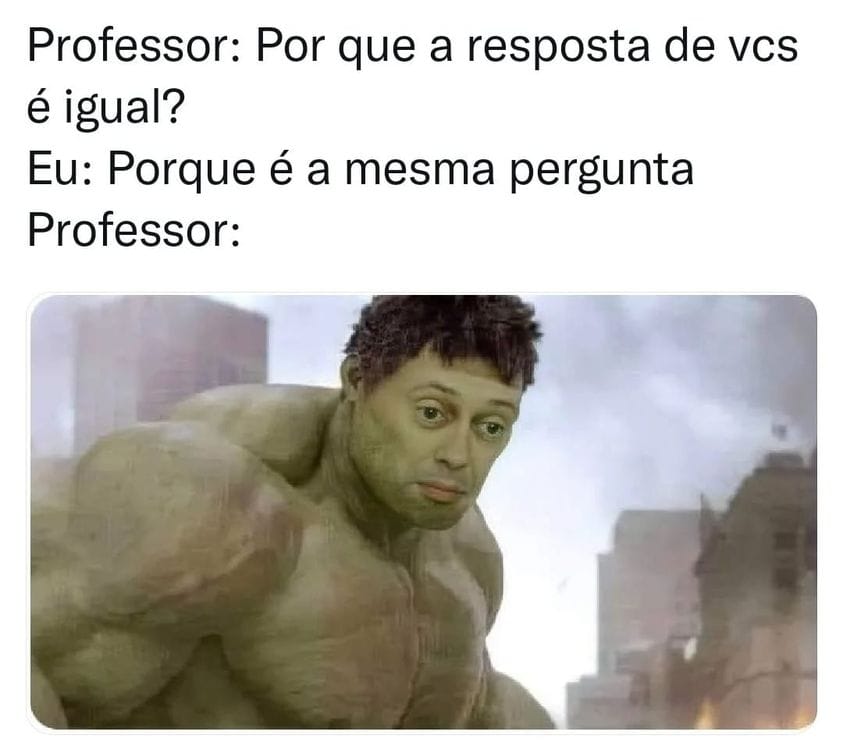 Professor: Por que a resposta de vcs
é igual?
Eu: Porque é a mesma pergunta
Professor: